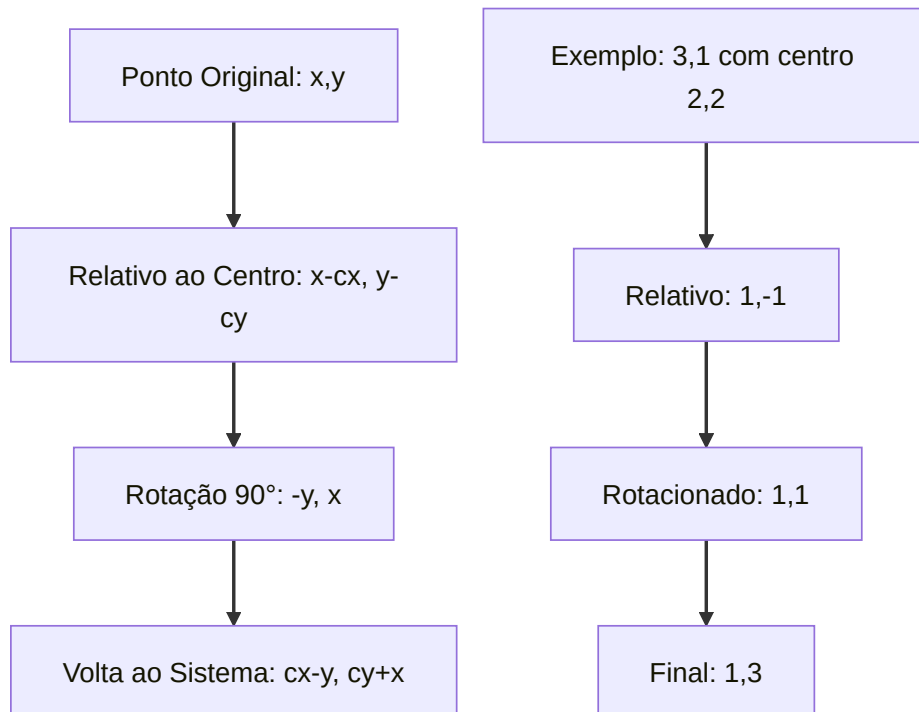 Ponto Original: x,y
Relativo ao Centro: x-cx, y-
cy
Rotação 90°: -y, x
Volta ao Sistema: cx-y, cy+x
Exemplo: 3,1 com centro
2,2
Relativo: 1,-1
Rotacionado: 1,1
Final: 1,3